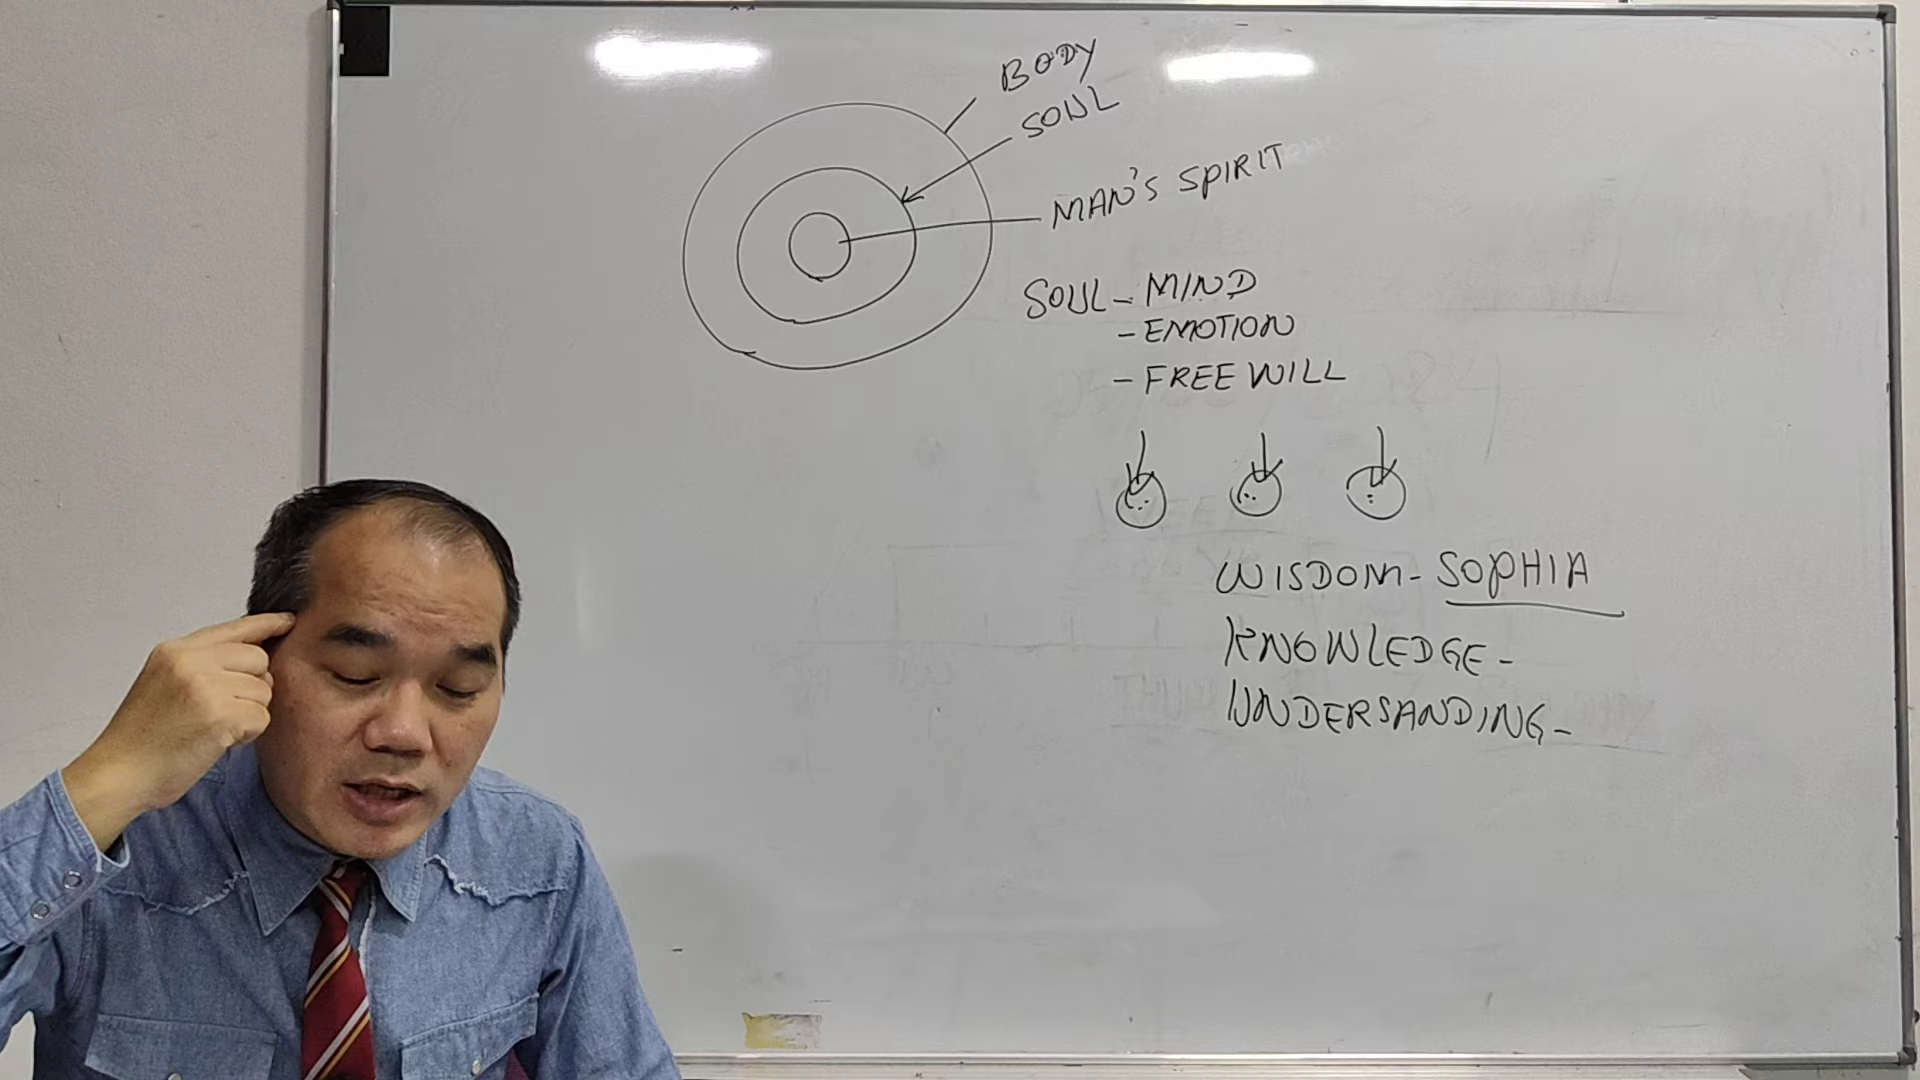 BODY
SOUL
MAN'S SPIRIT
SOUL - MIND
- EMOTION
- FREE WILL
WISDOM - SOPHIA
KNOWLEDGE -
UNDERSANDING -